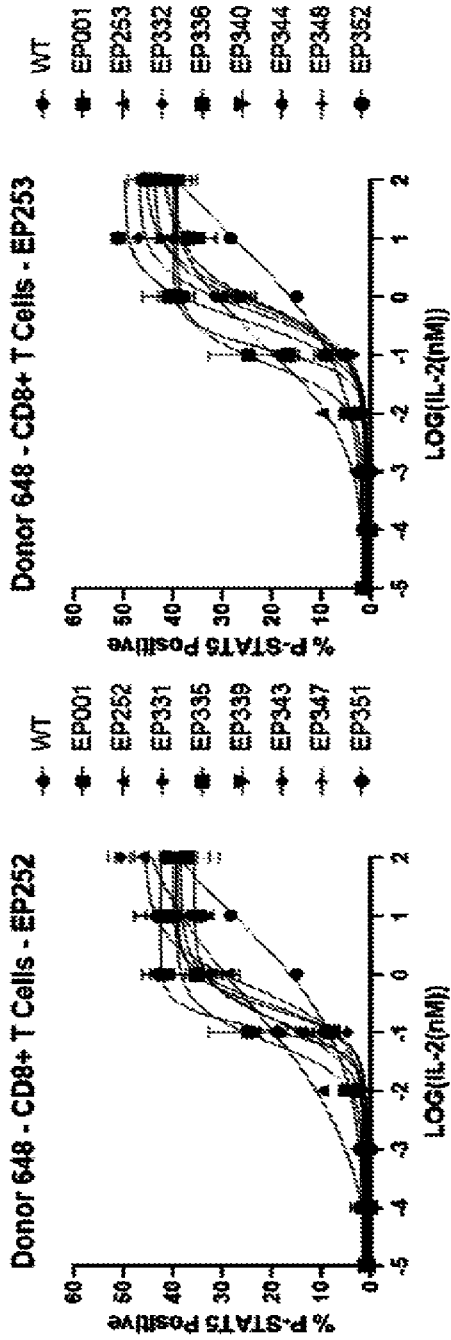 Donor 648 - CD8+ T Cells - EP252
% P-STAT5 Positive
60
50
40
30
20
10
0
-5
-4
-3
-2
-1
0
1
2
LOG(IL-2(nM))
WT
EP001
EP252
EP331
EP335
EP339
EP343
EP347
EP351
Donor 648 - CD8+ T Cells - EP253
% P-STAT5 Positive
60
50
40
30
20
10
0
-5
-4
-3
-2
-1
0
1
2
LOG(IL-2(nM))
WT
EP001
EP253
EP332
EP336
EP340
EP344
EP348
EP352